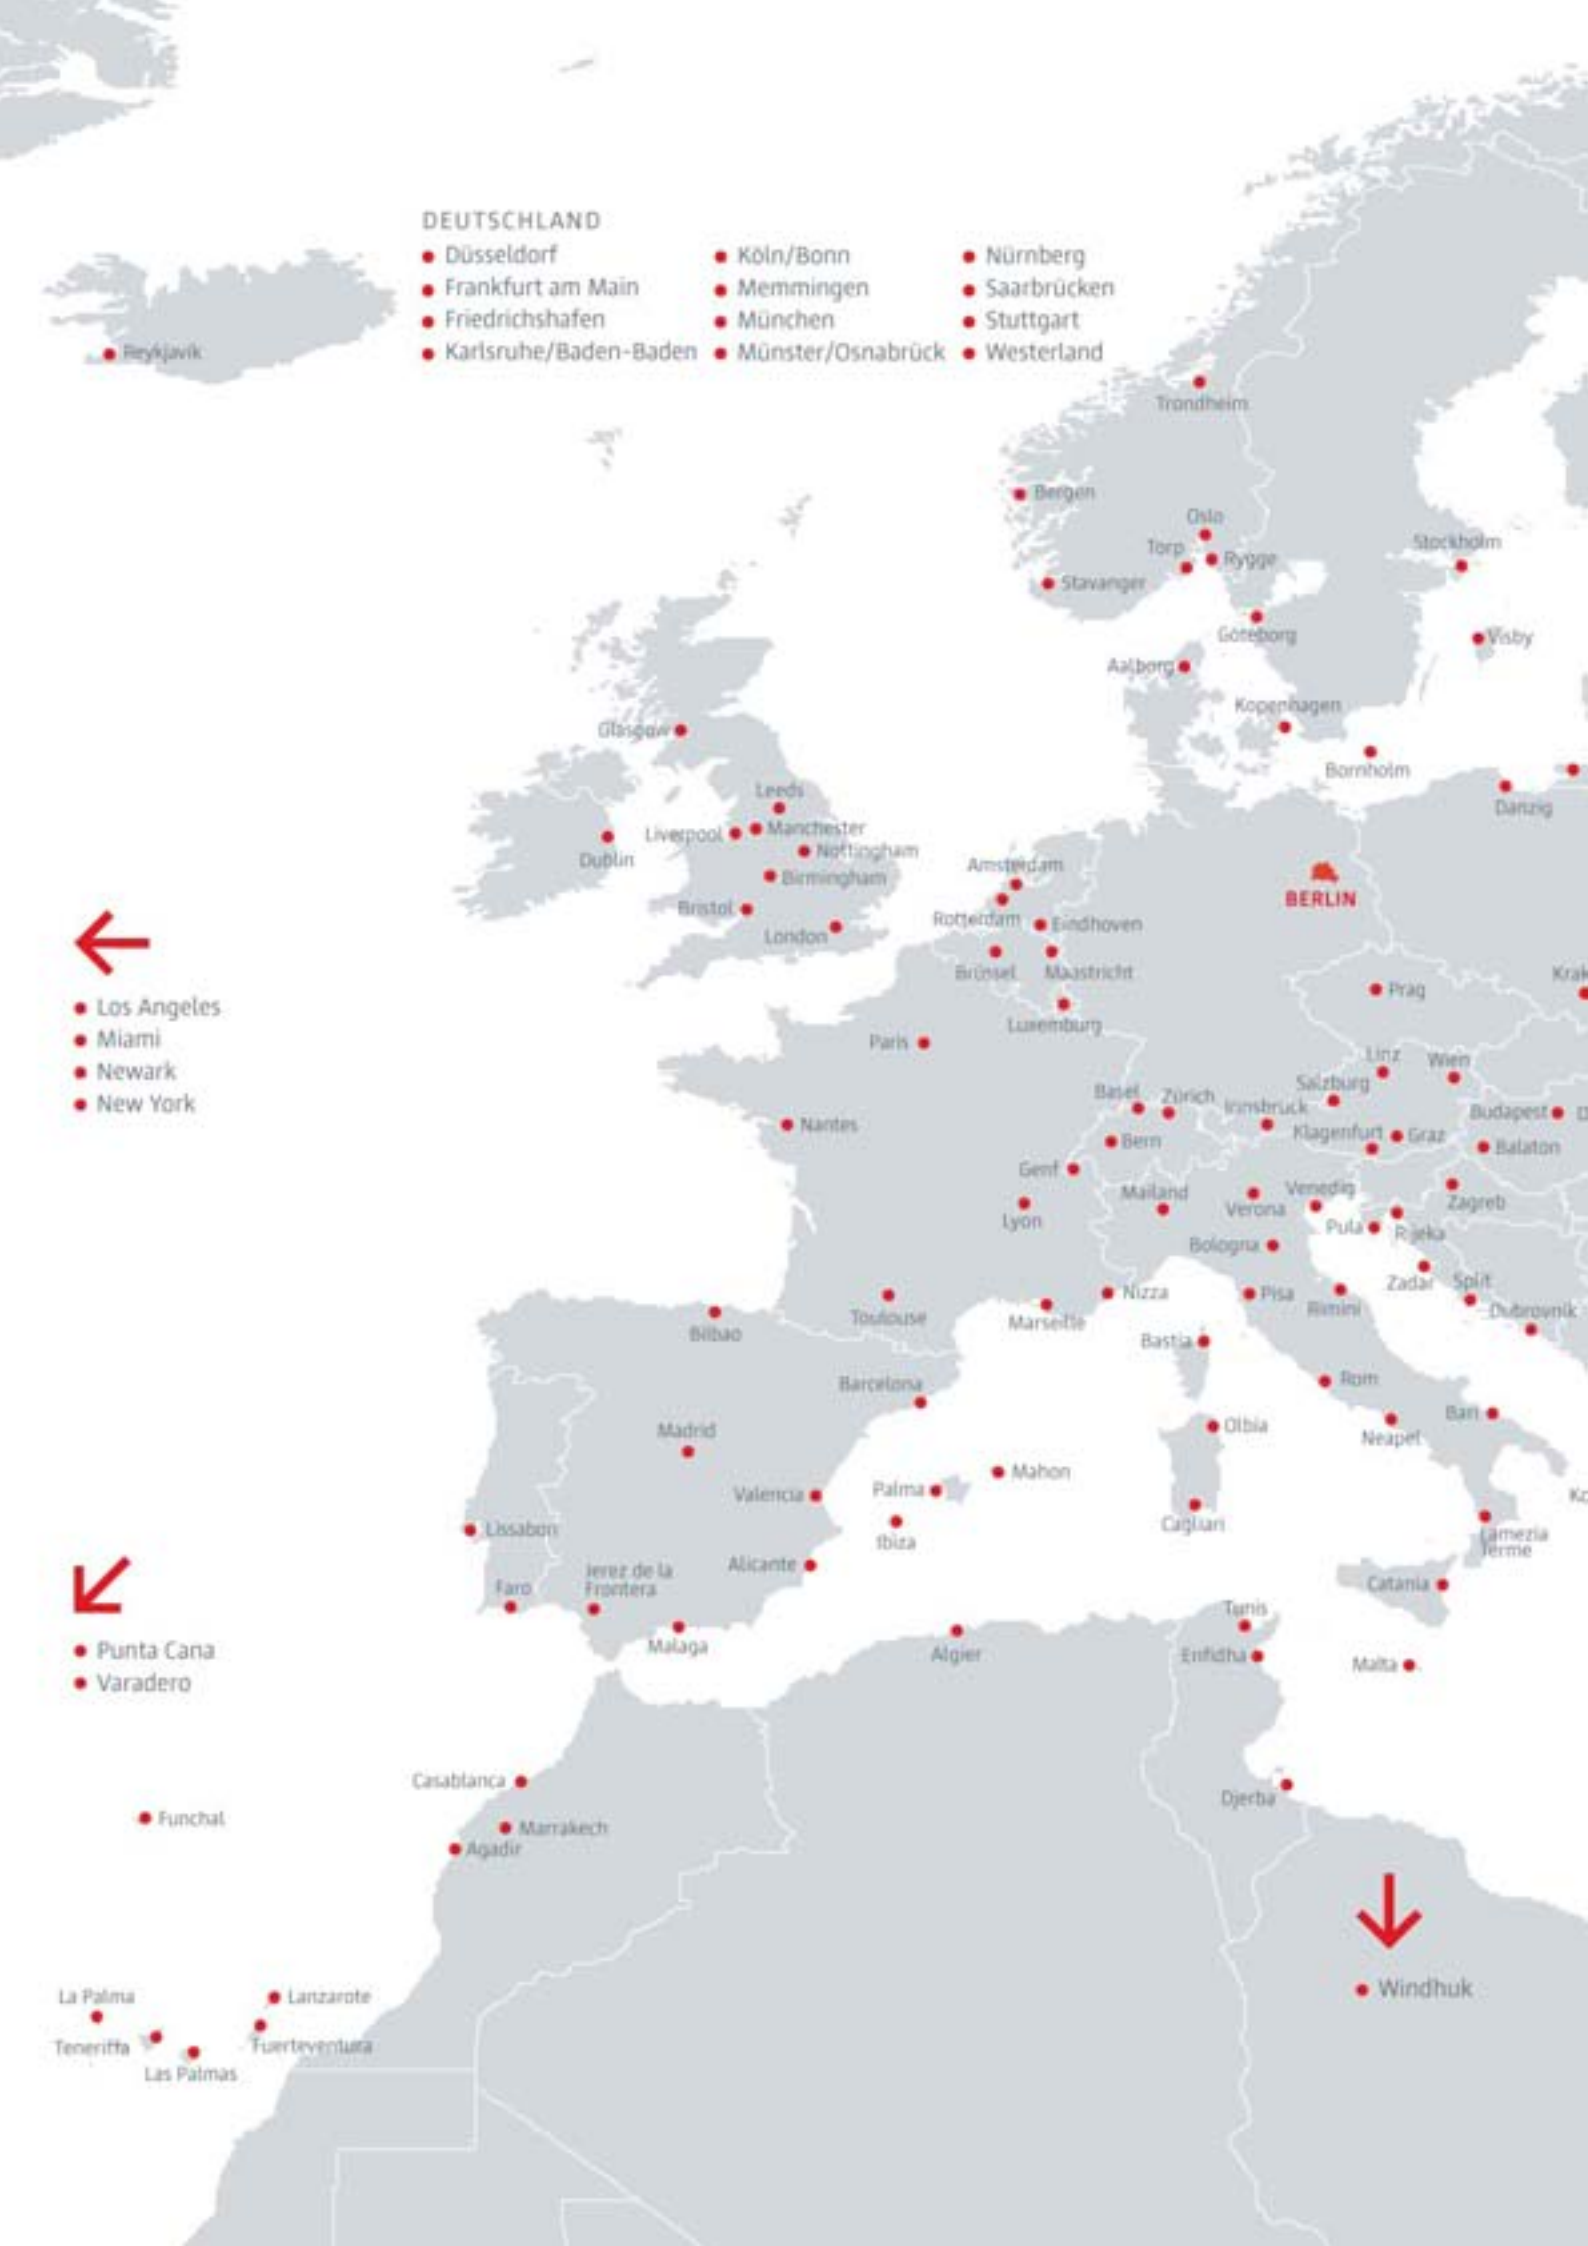 DEUTSCHLAND
Düsseldorf
Frankfurt am Main
Friedrichshafen
Karlsruhe/Baden-Baden
Köln/Bonn
Memmingen
München
Münster/Osnabrück
Nürnberg
Saarbrücken
Stuttgart
Westerland
Reykjavik
Trondheim
Bergen
Oslo
Torp
Rygge
Stavanger
Stockholm
Göteborg
Visby
Aalborg
Kopenhagen
Bornholm
Danzig
Glasgow
Leeds
Liverpool
Manchester
Dublin
Nottingham
Birmingham
Bristol
London
Amsterdam
Rotterdam
Eindhoven
Brüssel
Maastricht
Luxemburg
BERLIN
Prag
Krak
Los Angeles
Miami
Newark
New York
Paris
Nantes
Linz
Wien
Salzburg
Basel
Zürich
Innsbruck
Budapest
D
Klagenfurt
Graz
Bern
Balaton
Genf
Mailand
Venedig
Verona
Zagreb
Lyon
Pula
Rijeka
Bologna
Zadar
Split
Nizza
Pisa
Rimini
Dubrovnik
Toulouse
Marseille
Bilbao
Bastia
Barcelona
Rom
Bari
Madrid
Olbia
Neapel
Mahon
Palma
Valencia
Ko
Lissabon
Ibiza
Cagliari
Lamezia
Terme
Alicante
Jerez de la
Frontera
Faro
Catania
Malaga
Algier
Tunis
Enfidha
Malta
Punta Cana
Varadero
Casablanca
Djerba
Funchal
Marrakech
Agadir
Windhuk
La Palma
Lanzarote
Teneriffa
Fuerteventura
Las Palmas